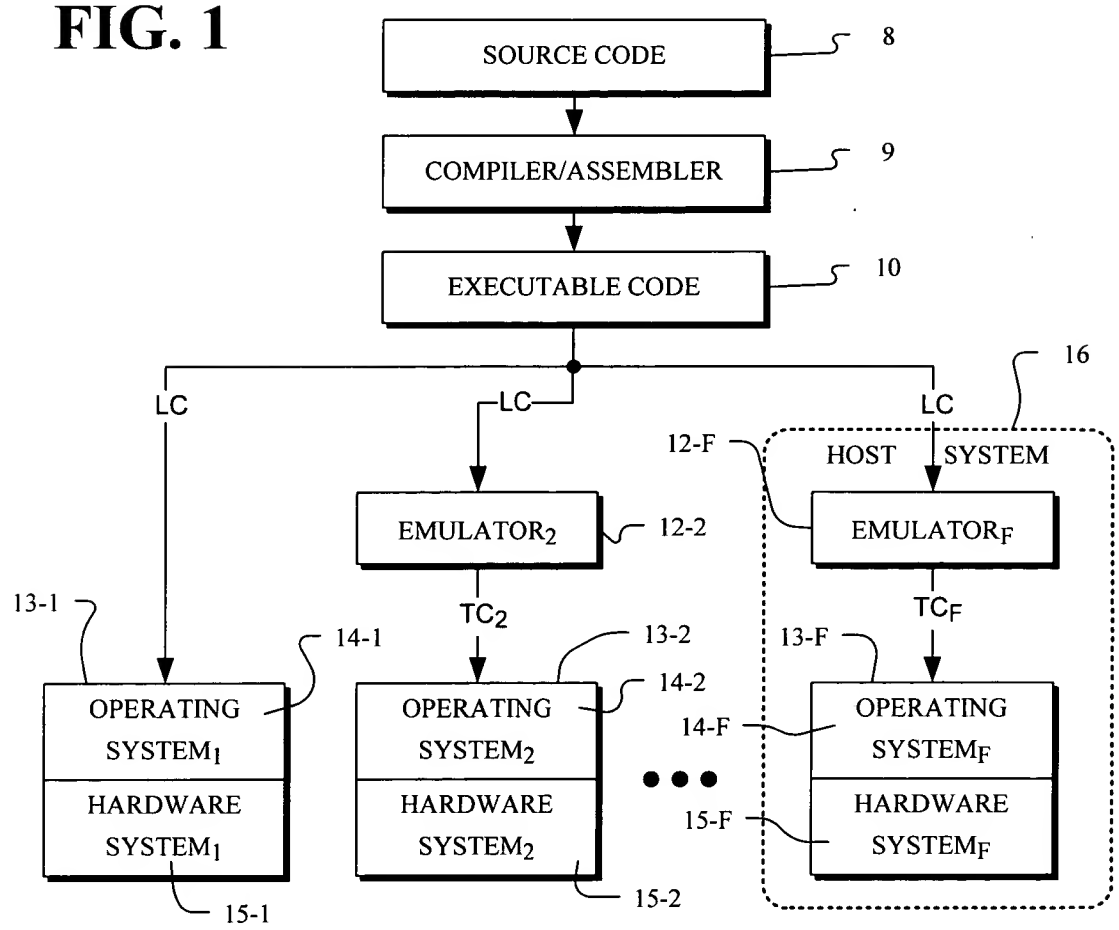 FIG. 1
SOURCE CODE
8
COMPILER/ASSEMBLER
9
EXECUTABLE CODE
10
LC
LC
LC
16
12-F
HOST SYSTEM
EMULATOR2
12-2
EMULATORF
TC2
TCF
13-1
14-1
13-2
13-F
OPERATING
SYSTEM1
HARDWARE
SYSTEM1
15-1
14-2
OPERATING
SYSTEM2
HARDWARE
SYSTEM2
15-2
14-F
OPERATING
SYSTEMF
15-F
HARDWARE
SYSTEMF